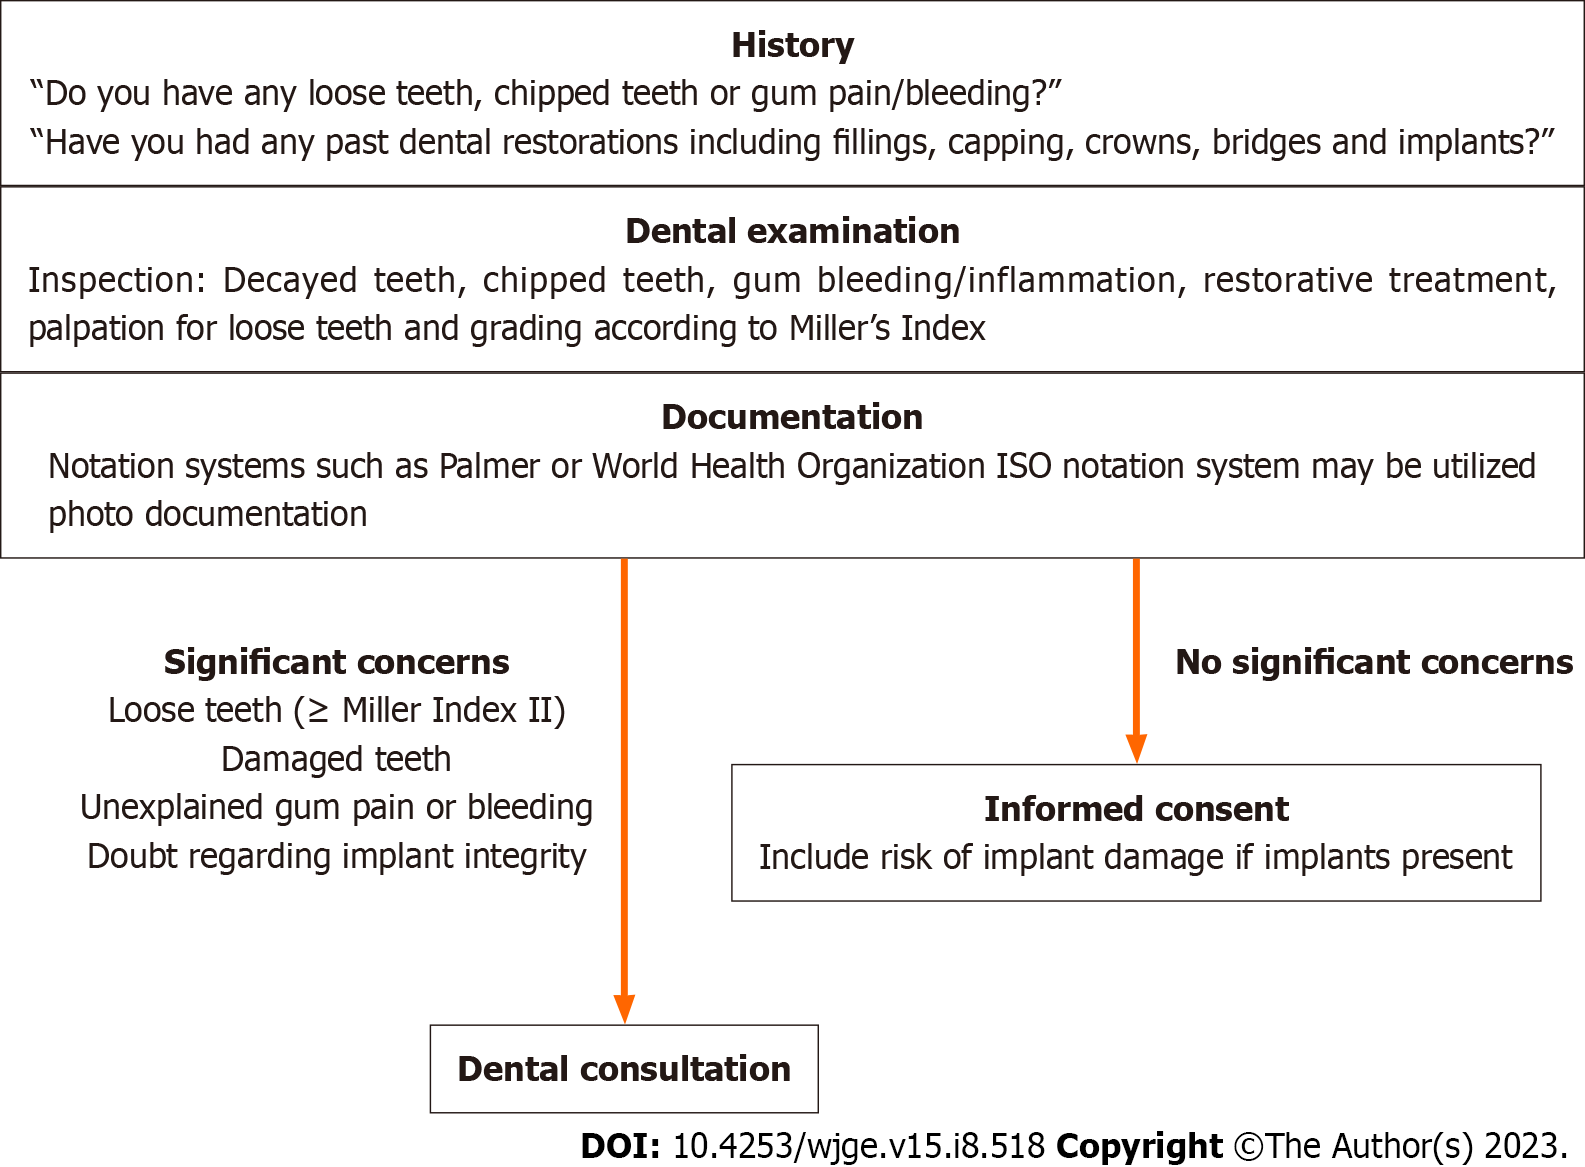 History
“Do you have any loose teeth, chipped teeth or gum pain/bleeding?”
“Have you had any past dental restorations including fillings, capping, crowns, bridges and implants?”
Dental examination
Inspection: Decayed teeth, chipped teeth, gum bleeding/inflammation, restorative treatment,
palpation for loose teeth and grading according to Miller’s Index
Documentation
Notation systems such as Palmer or World Health Organization ISO notation system may be utilized
photo documentation
Significant concerns
Loose teeth (≥ Miller Index II)
Damaged teeth
Unexplained gum pain or bleeding
Doubt regarding implant integrity
No significant concerns
Informed consent
Include risk of implant damage if implants present
Dental consultation
DOI: 10.4253/wjge.v15.i8.518 Copyright ©The Author(s) 2023.